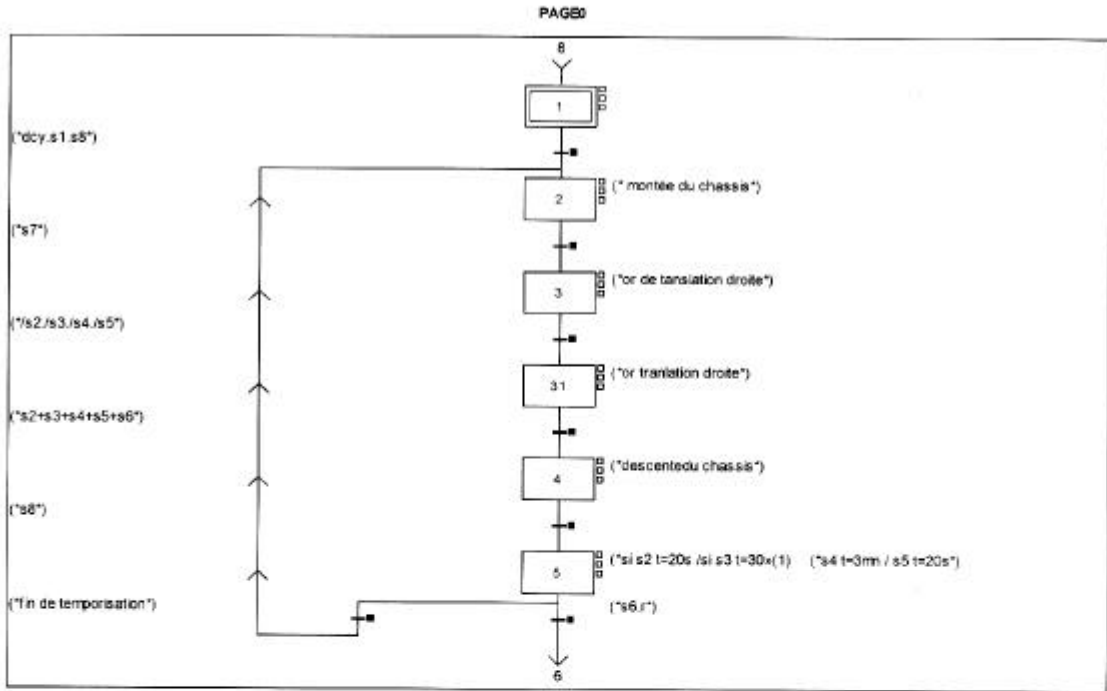 PAGE0
8
1
("dcy.s1.s8")
2
(" montée du chassis")
("s7")
3
("or de tanslation droite")
("/s2./s3./s4./s5")
31
("or tranlation droite")
("s2+s3+s4+s5+s6")
4
("descentedu chassis")
("s8")
5
("si s2 t=20s /si s3 t=30×(1) ("s4 t=3mn / s5 t=20s")
("fin de temporisation")
("s6.r")
6